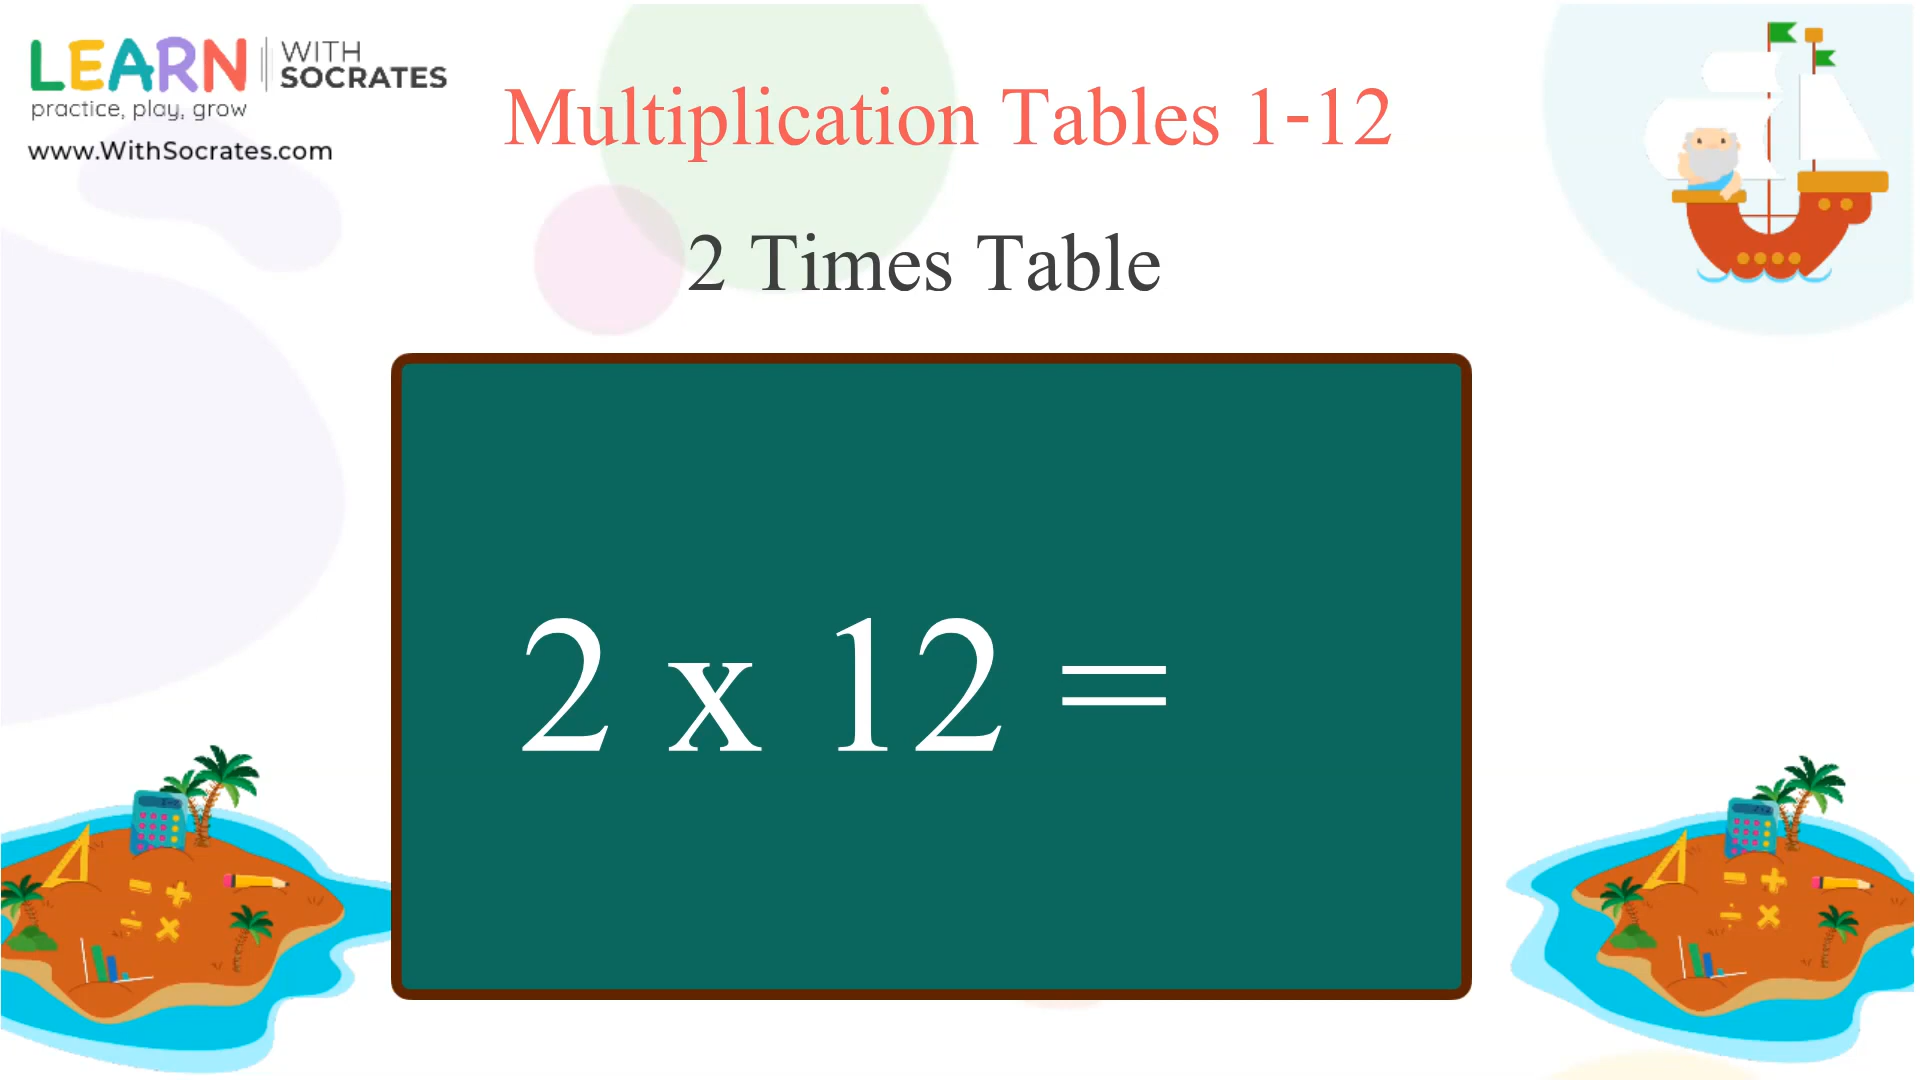 LEARN WITH SOCRATES
practice, play, grow
www.WithSocrates.com
Multiplication Tables 1-12
2 Times Table
2 x 12 =